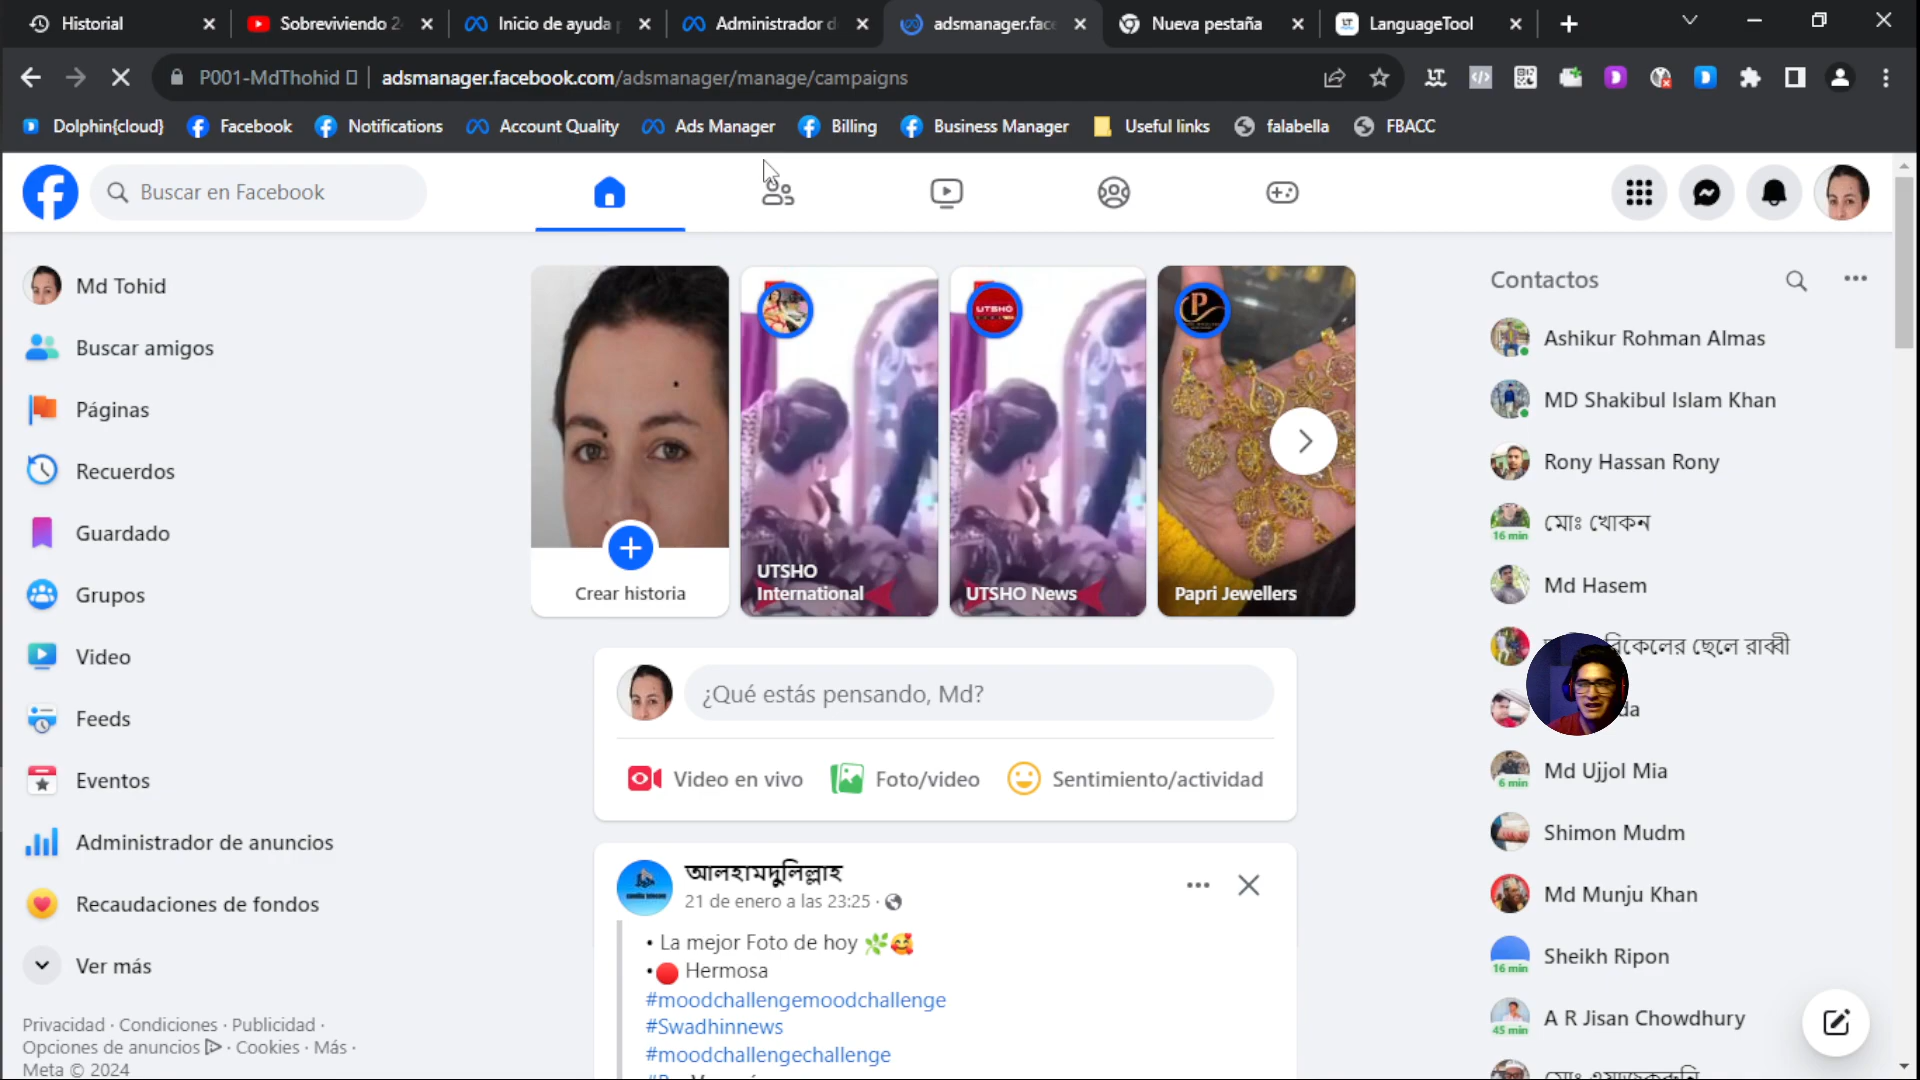 Historial
Sobreviviendo 2
Inicio de ayuda p
Administrador d
adsmanager.face
Nueva pestaña
LanguageTool
P001-MdThohid
adsmanager.facebook.com/adsmanager/manage/campaigns
Dolphin{cloud}
Facebook
Notifications
Account Quality
Ads Manager
Billing
Business Manager
Useful links
falabella
FBACC
Buscar en Facebook
Md Tohid
Buscar amigos
Páginas
Recuerdos
Guardado
Grupos
Video
Feeds
Eventos
Administrador de anuncios
Recaudaciones de fondos
Ver más
Privacidad · Condiciones · Publicidad ·
Opciones de anuncios · Cookies · Más ·
Meta © 2024
Crear historia
UTSHO
International
UTSHO
UTSHO News
Papri Jewellers
¿Qué estás pensando, Md?
Video en vivo
Foto/video
Sentimiento/actividad
আলহামদুলিল্লাহ
21 de enero a las 23:25 ·
• La mejor Foto de hoy 🌿🥰
•🔴 Hermosa
#moodchallengemoodchallenge
#Swadhinnews
#moodchallengechallenge
Contactos
Ashikur Rohman Almas
MD Shakibul Islam Khan
Rony Hassan Rony
মোঃ খোকন
16 min
Md Hasem
ছেলে রাব্বী
Md Ujjol Mia
6 min
Shimon Mudm
Md Munju Khan
Sheikh Ripon
16 min
A R Jisan Chowdhury
45 min